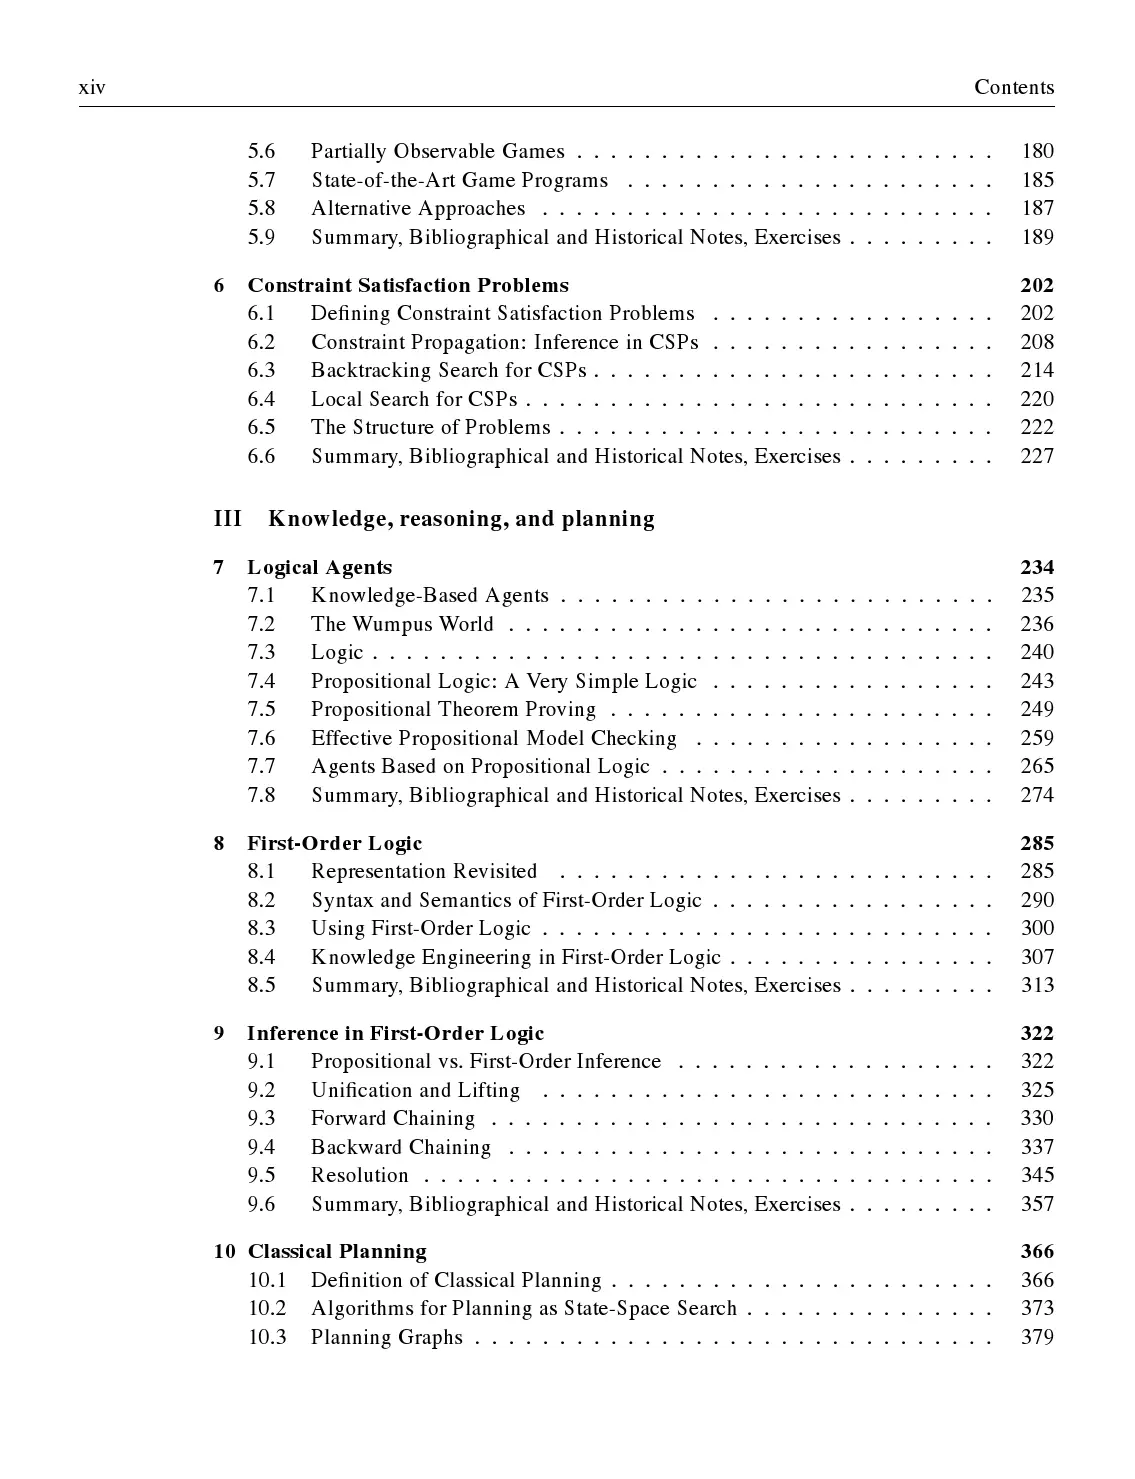 xiv Contents
5.6 Partially Observable Games . . . . . . . . . . . . . . . . . . . . . . . . . 180
5.7 State-of-the-Art Game Programs . . . . . . . . . . . . . . . . . . . . . . 185
5.8 Alternative Approaches . . . . . . . . . . . . . . . . . . . . . . . . . . . 187
5.9 Summary, Bibliographical and Historical Notes, Exercises . . . . . . . . . 189
6 Constraint Satisfaction Problems 202
6.1 Defining Constraint Satisfaction Problems . . . . . . . . . . . . . . . . . 202
6.2 Constraint Propagation: Inference in CSPs . . . . . . . . . . . . . . . . . 208
6.3 Backtracking Search for CSPs . . . . . . . . . . . . . . . . . . . . . . . . 214
6.4 Local Search for CSPs . . . . . . . . . . . . . . . . . . . . . . . . . . . . 220
6.5 The Structure of Problems . . . . . . . . . . . . . . . . . . . . . . . . . . 222
6.6 Summary, Bibliographical and Historical Notes, Exercises . . . . . . . . . 227
III Knowledge, reasoning, and planning
7 Logical Agents 234
7.1 Knowledge-Based Agents . . . . . . . . . . . . . . . . . . . . . . . . . . 235
7.2 The Wumpus World . . . . . . . . . . . . . . . . . . . . . . . . . . . . . 236
7.3 Logic . . . . . . . . . . . . . . . . . . . . . . . . . . . . . . . . . . . . . 240
7.4 Propositional Logic: A Very Simple Logic . . . . . . . . . . . . . . . . . 243
7.5 Propositional Theorem Proving . . . . . . . . . . . . . . . . . . . . . . . 249
7.6 Effective Propositional Model Checking . . . . . . . . . . . . . . . . . . 259
7.7 Agents Based on Propositional Logic . . . . . . . . . . . . . . . . . . . . 265
7.8 Summary, Bibliographical and Historical Notes, Exercises . . . . . . . . . 274
8 First-Order Logic 285
8.1 Representation Revisited . . . . . . . . . . . . . . . . . . . . . . . . . . 285
8.2 Syntax and Semantics of First-Order Logic . . . . . . . . . . . . . . . . . 290
8.3 Using First-Order Logic . . . . . . . . . . . . . . . . . . . . . . . . . . . 300
8.4 Knowledge Engineering in First-Order Logic . . . . . . . . . . . . . . . . 307
8.5 Summary, Bibliographical and Historical Notes, Exercises . . . . . . . . . 313
9 Inference in First-Order Logic 322
9.1 Propositional vs. First-Order Inference . . . . . . . . . . . . . . . . . . . 322
9.2 Unification and Lifting . . . . . . . . . . . . . . . . . . . . . . . . . . . 325
9.3 Forward Chaining . . . . . . . . . . . . . . . . . . . . . . . . . . . . . . 330
9.4 Backward Chaining . . . . . . . . . . . . . . . . . . . . . . . . . . . . . 337
9.5 Resolution . . . . . . . . . . . . . . . . . . . . . . . . . . . . . . . . . . 345
9.6 Summary, Bibliographical and Historical Notes, Exercises . . . . . . . . . 357
10 Classical Planning 366
10.1 Definition of Classical Planning . . . . . . . . . . . . . . . . . . . . . . . 366
10.2 Algorithms for Planning as State-Space Search . . . . . . . . . . . . . . . 373
10.3 Planning Graphs . . . . . . . . . . . . . . . . . . . . . . . . . . . . . . . 379